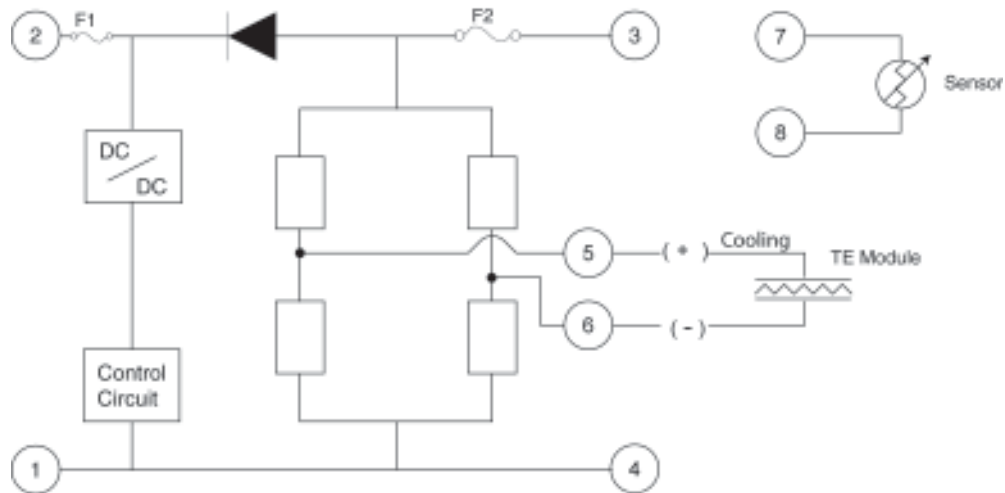 F1
F2
2
3
7
Sensor
8
DC
DC
5
( + )
Cooling
TE Module
6
( - )
Control
Circuit
1
4